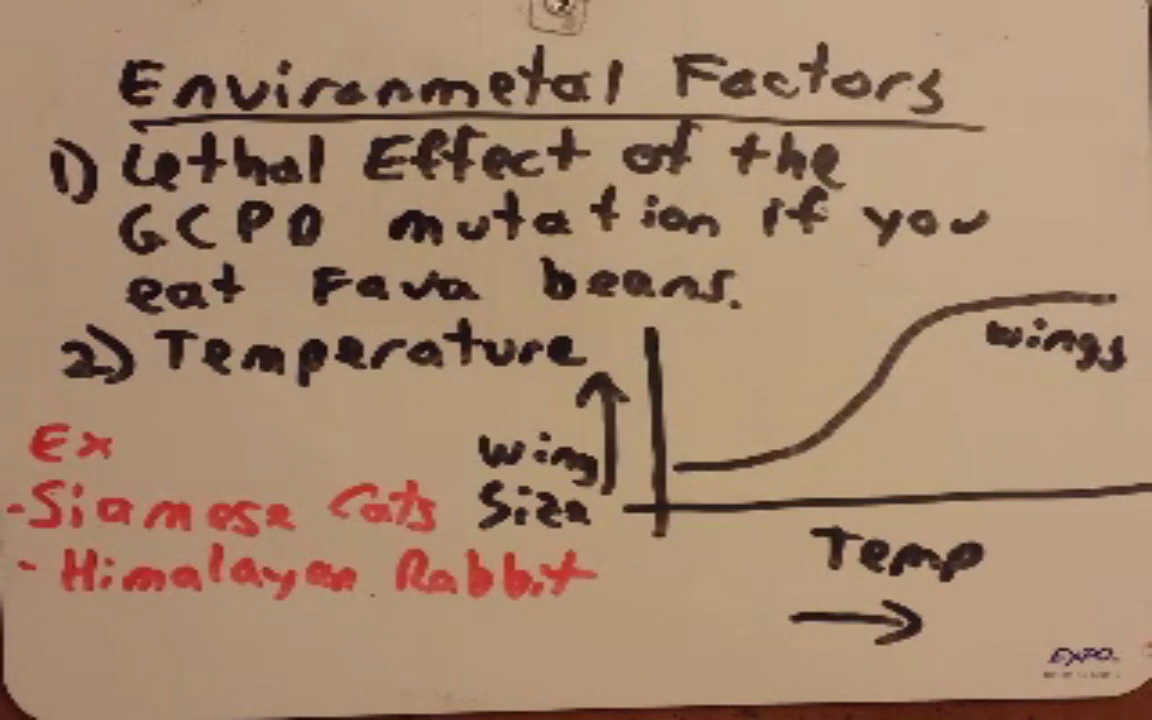 Environmetal Factors
1) Lethal Effect of the
GCPD mutation if you
eat Fava beans.
2) Temperature
wings
Ex
wing
- Siamese Cats
Size
- Himalayan Rabbit
Temp
EXPO